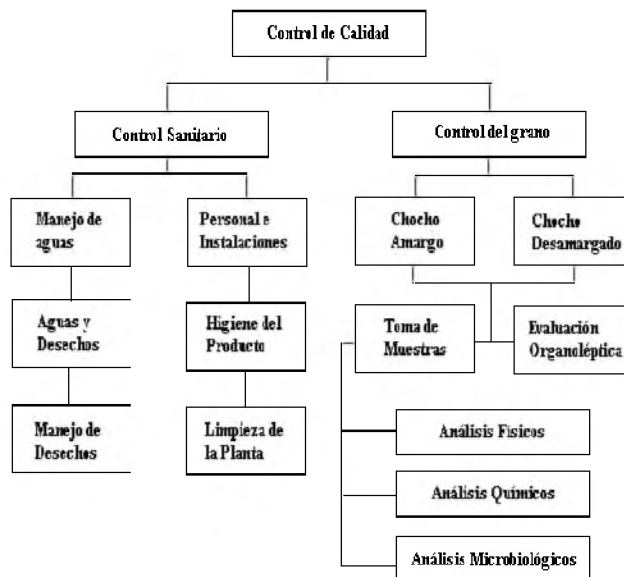 Control de Calidad
Control Sanitario
Control del grano
Manejo de
aguas
Personal e
Instalaciones
Chocho
Amargo
Chocho
Desamargado
Aguas y
Desechos
Higiene del
Producto
Toma de
Muestras
Evaluación
Organoléptica
Manejo de
Desechos
Limpieza de
la Planta
Análisis Físicos
Análisis Químicos
Análisis Microbiológicos